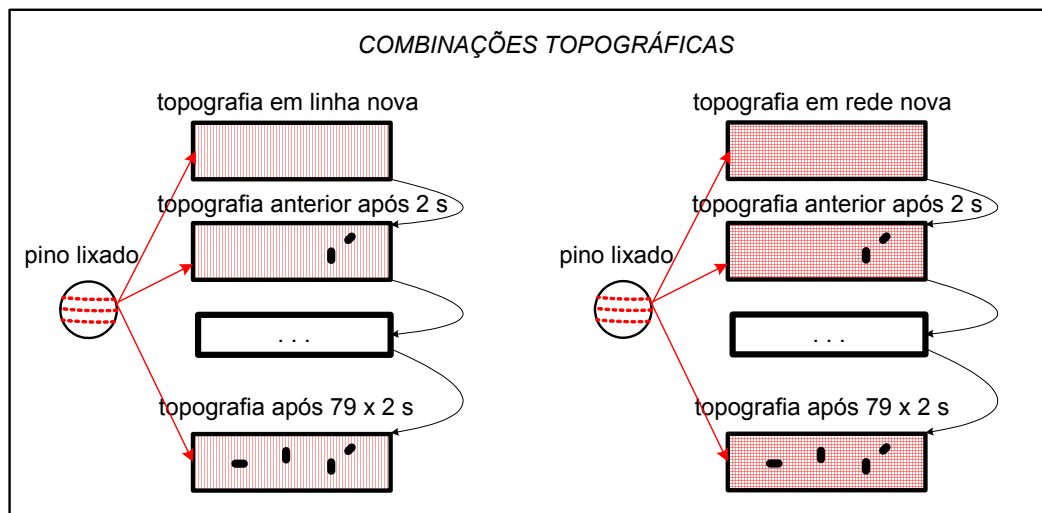 COMBINAÇÕES TOPOGRÁFICAS
topografia em linha nova
topografia anterior após 2 s
pino lixado
. . .
topografia após 79 x 2 s
topografia em rede nova
topografia anterior após 2 s
pino lixado
. . .
topografia após 79 x 2 s